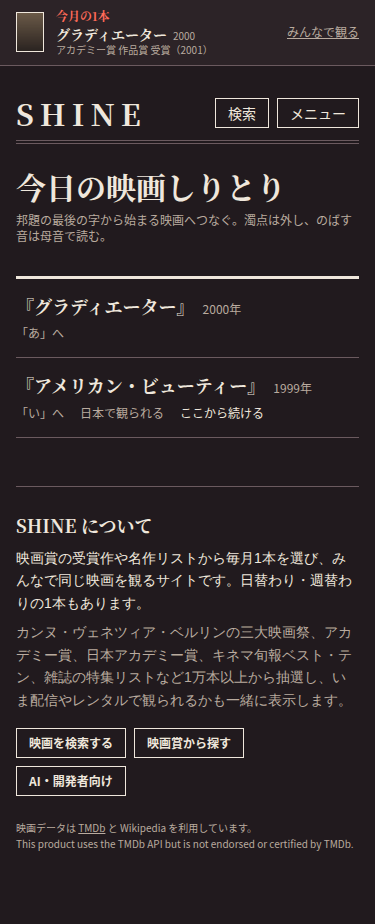 今月の1本
グラディエーター 2000
アカデミー賞 作品賞 受賞（2001）
みんなで観る
SHINE
検索
メニュー
今日の映画しりとり
邦題の最後の字から始まる映画へつなぐ。濁点は外し、のばす
音は母音で読む。
『グラディエーター』 2000年
「あ」へ
『アメリカン・ビューティー』 1999年
「い」へ 日本で観られる ここから続ける
SHINE について
映画賞の受賞作や名作リストから毎月1本を選び、み
んなで同じ映画を観るサイトです。日替わり・週替わ
りの1本もあります。
カンヌ・ヴェネツィア・ベルリンの三大映画祭、アカ
デミー賞、日本アカデミー賞、キネマ旬報ベスト・テ
ン、雑誌の特集リストなど1万本以上から抽選し、い
ま配信やレンタルで観られるかも一緒に表示します。
映画を検索する
映画賞から探す
AI・開発者向け
映画データは TMDb と Wikipedia を利用しています。
This product uses the TMDb API but is not endorsed or certified by TMDb.